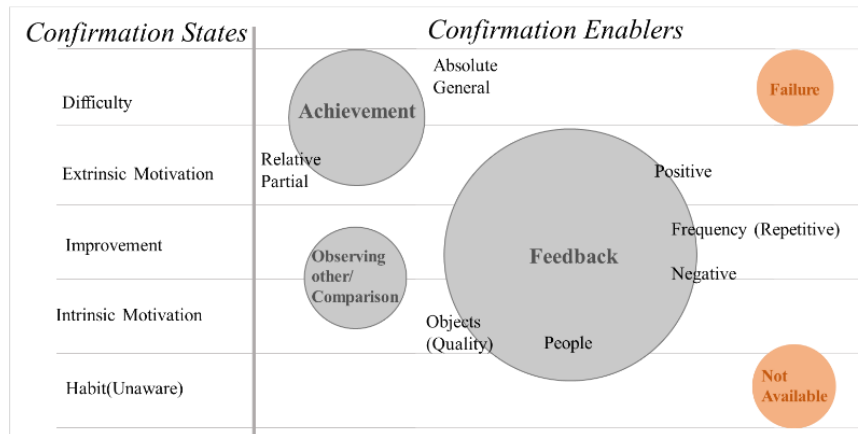 Confirmation States
Confirmation Enablers
Absolute
General
Difficulty
Achievement
Failure
Relative
Partial
Extrinsic Motivation
Positive
Improvement
Frequency (Repetitive)
Observing
other/
Comparison
Feedback
Negative
Intrinsic Motivation
Objects
(Quality)
People
Habit(Unaware)
Not
Available